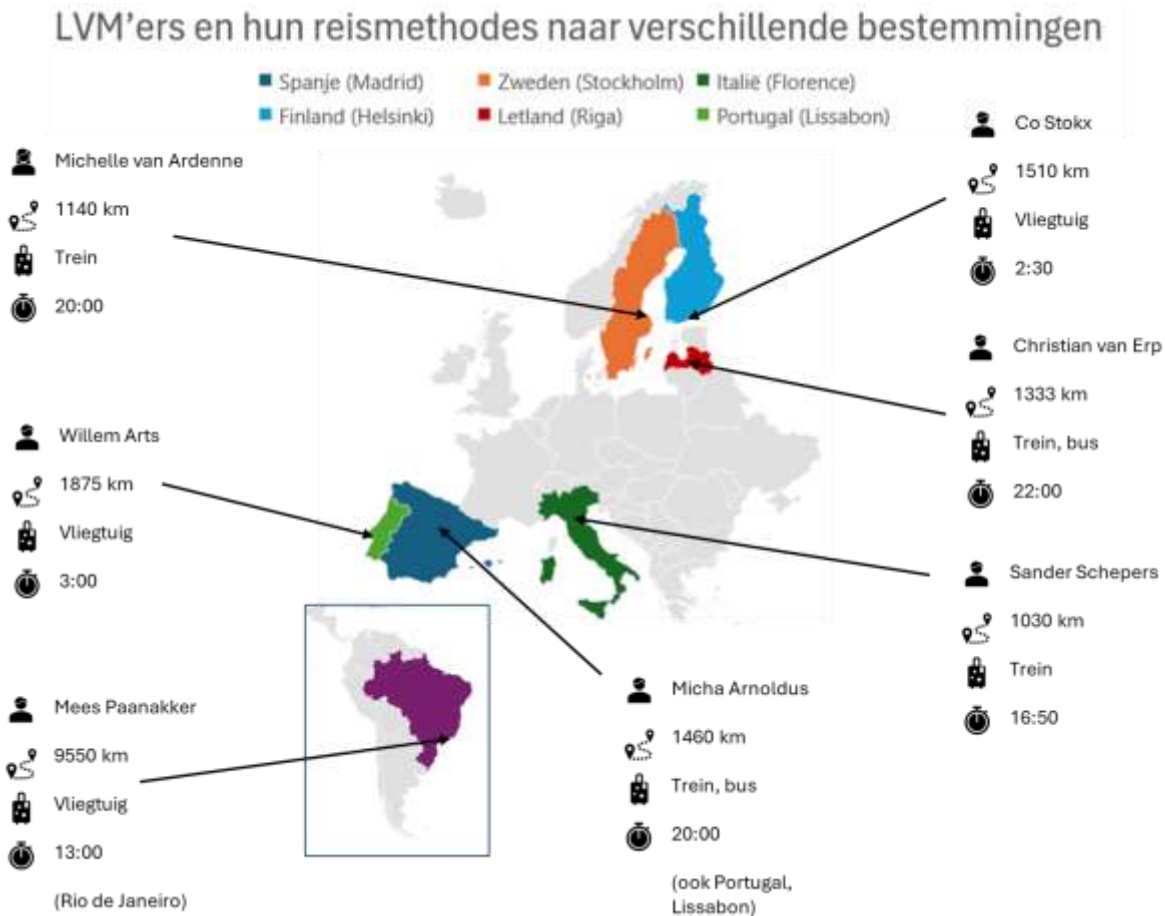 LVM'ers en hun reismethodes naar verschillende bestemmingen
Spanje (Madrid)
Zweden (Stockholm)
Italië (Florence)
Finland (Helsinki)
Letland (Riga)
Portugal (Lissabon)
Michelle van Ardenne
1140 km
Trein
20:00
Co Stokx
1510 km
Vliegtuig
2:30
Christian van Erp
1333 km
Trein, bus
22:00
Willem Arts
1875 km
Vliegtuig
3:00
Sander Schepers
1030 km
Trein
16:50
Mees Paanakker
9550 km
Vliegtuig
13:00
(Rio de Janeiro)
Micha Arnoldus
1460 km
Trein, bus
20:00
(ook Portugal,
Lissabon)